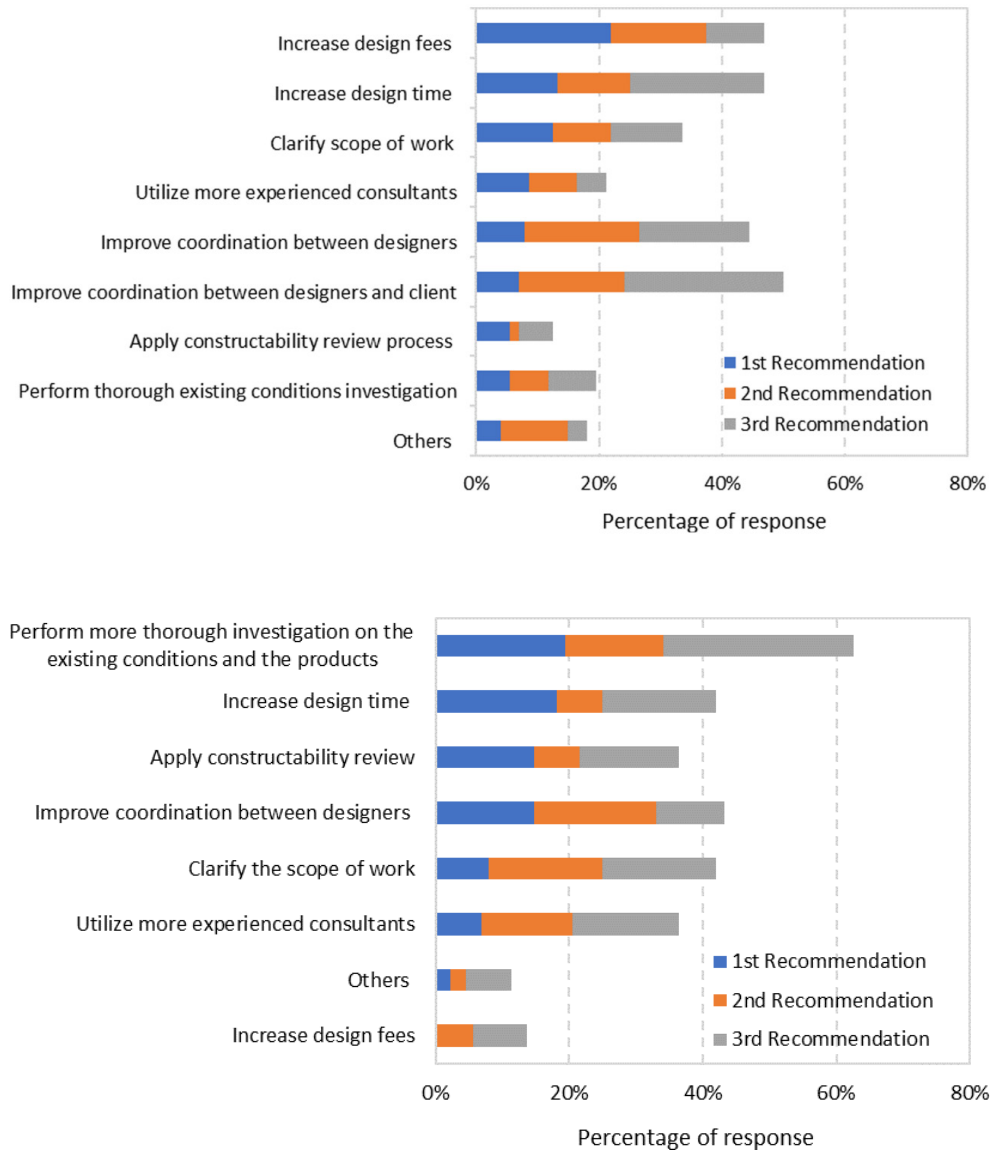 Increase design fees
Increase design time
Clarify scope of work
Utilize more experienced consultants
Improve coordination between designers
Improve coordination between designers and client
Apply constructability review process
Perform thorough existing conditions investigation
Others
1st Recommendation
2nd Recommendation
3rd Recommendation
0% 20% 40% 60% 80%
Percentage of response
Perform more thorough investigation on the
existing conditions and the products
Increase design time
Apply constructability review
Improve coordination between designers
Clarify the scope of work
Utilize more experienced consultants
Others
Increase design fees
1st Recommendation
2nd Recommendation
3rd Recommendation
0% 20% 40% 60% 80%
Percentage of response